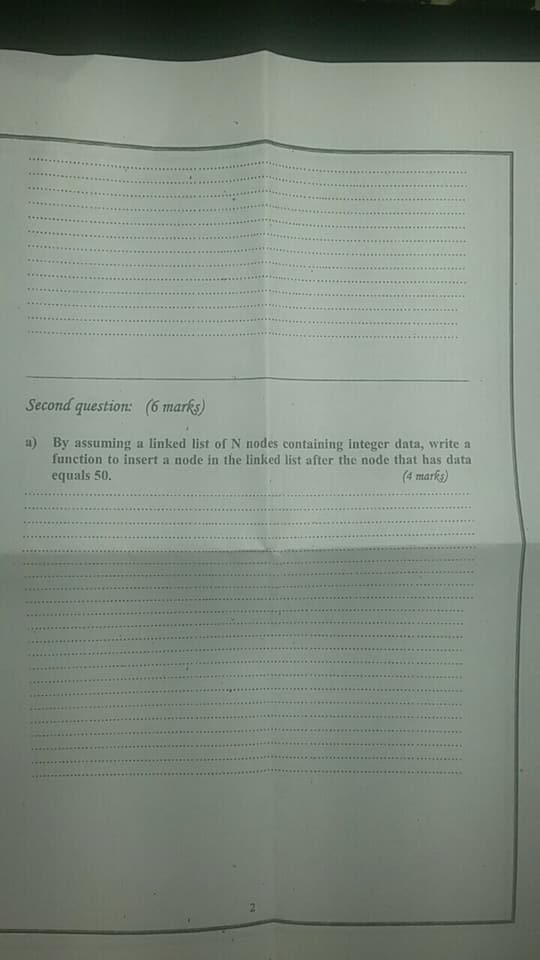 Second question: (6 marks)
a) By assuming a linked list of N nodes containing integer data, write a
function to insert a node in the linked list after the node that has data
equals 50. (4 marks)
2